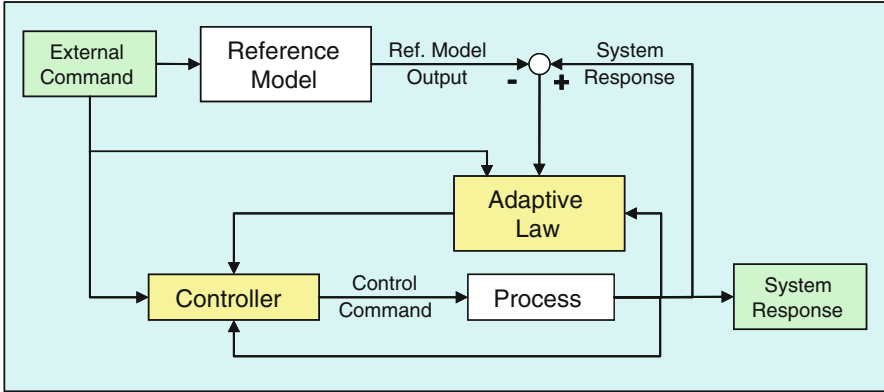 External
Command
Reference
Model
Ref. Model
Output
System
Response
-
+
Adaptive
Law
Controller
Control
Command
Process
System
Response